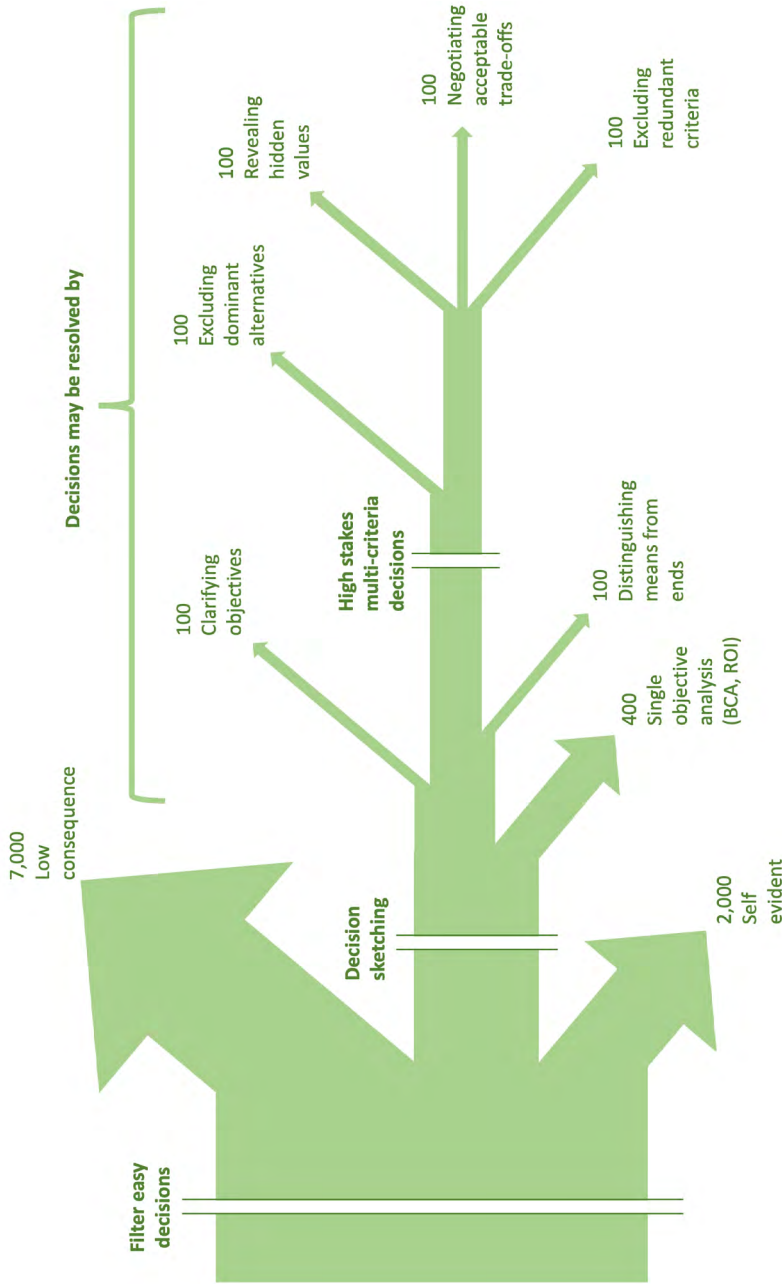 Decisions may be resolved by
7,000
Low
consequence
100
Clarifying
objectives
100
Excluding
dominant
alternatives
100
Revealing
hidden
values
100
Negotiating
acceptable
trade-offs
100
Excluding
redundant
criteria
Filter easy
decisions
Decision
sketching
High stakes
multi-criteria
decisions
2,000
Self
evident
400
Single
objective
analysis
(BCA, ROI)
100
Distinguishing
means from
ends